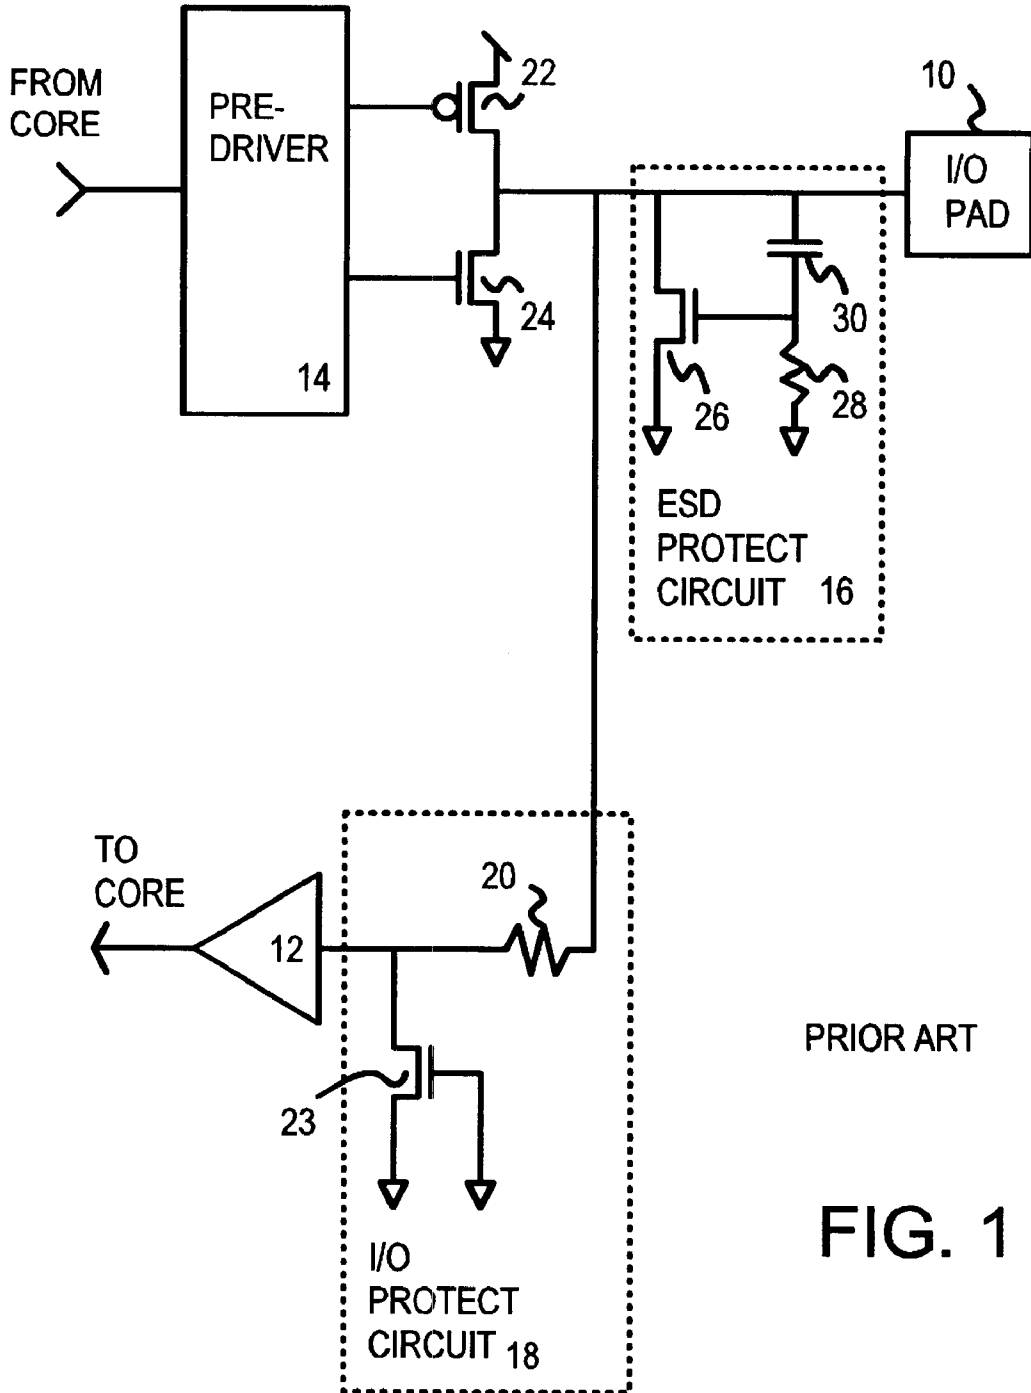 FROM
CORE
PRE-
DRIVER
14
22
24
10
I/O
PAD
30
26
28
ESD
PROTECT
CIRCUIT 16
TO
CORE
12
20
23
I/O
PROTECT
CIRCUIT 18
PRIOR ART
FIG. 1